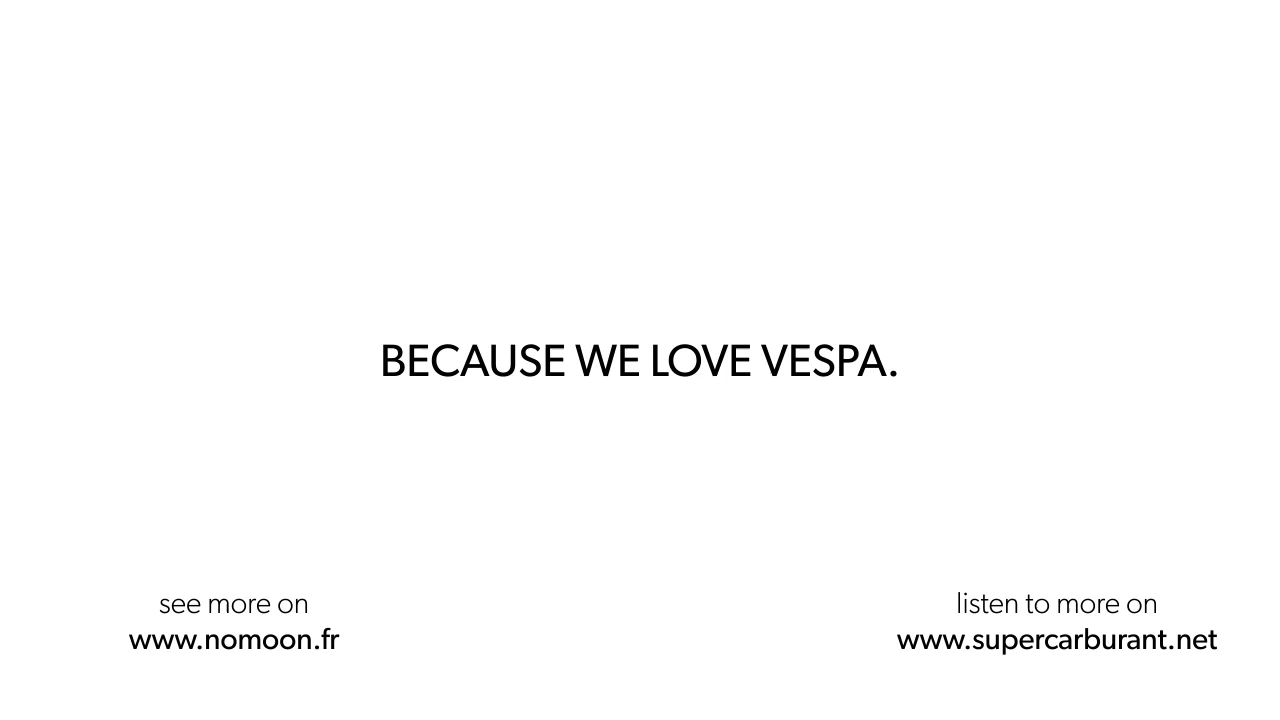 BECAUSE WE LOVE VESPA.
see more on
www.nomoon.fr
listen to more on
www.supercarburant.net